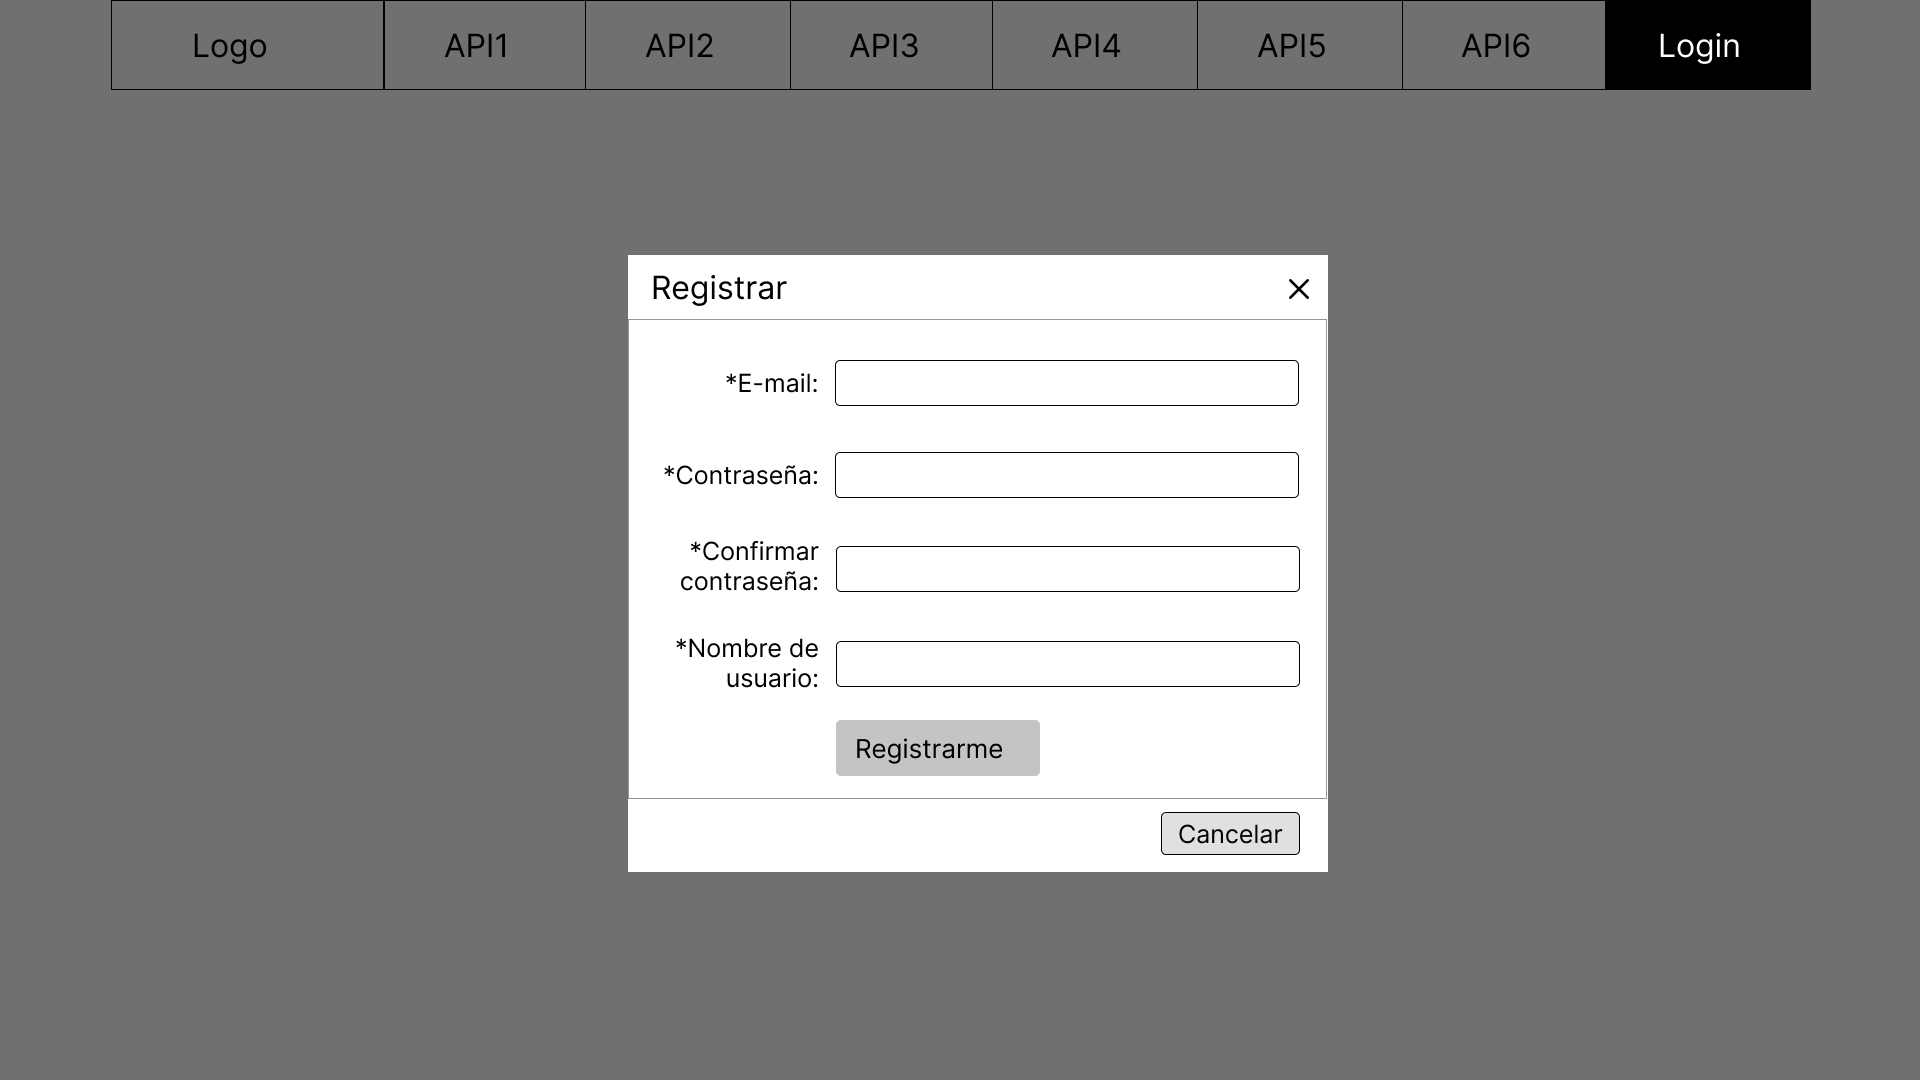 Logo API1 API2 API3 API4 API5 API6 Login
Registrar
*E-mail:
*Contraseña:
*Confirmar
contraseña:
*Nombre de
usuario:
Registrarme
Cancelar